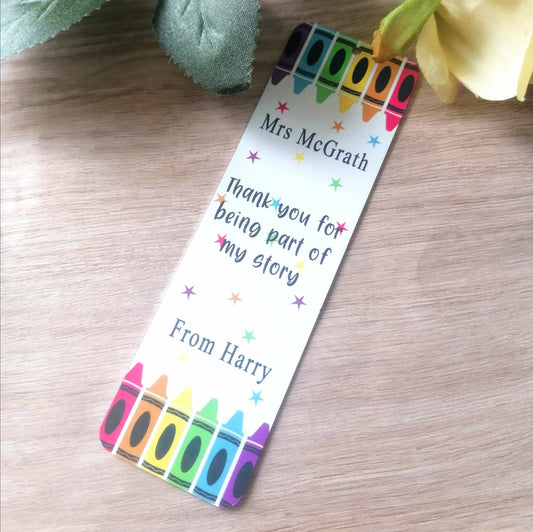 Mrs McGrath
Thank you for
being part of
my story
From Harry